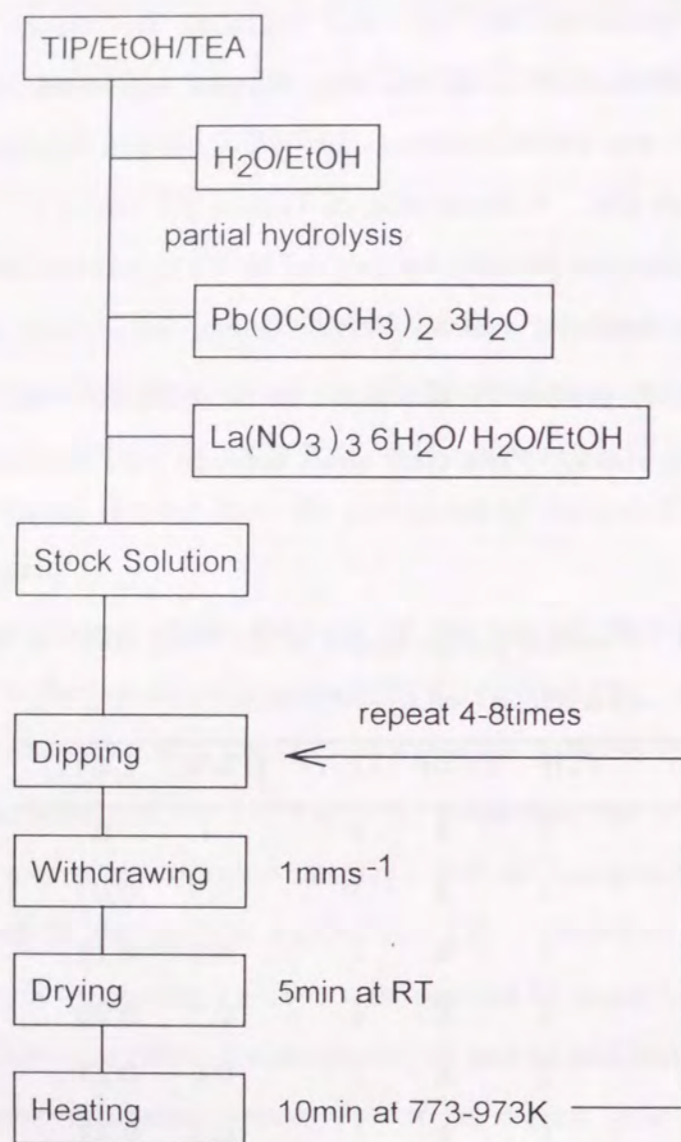 TIP/EtOH/TEA
H₂O/EtOH
partial hydrolysis
Pb(OCOCH₃)₂ 3H₂O
La(NO₃)₃ 6H₂O/ H₂O/EtOH
Stock Solution
repeat 4-8times
Dipping
Withdrawing 1mms⁻¹
Drying 5min at RT
Heating 10min at 773-973K